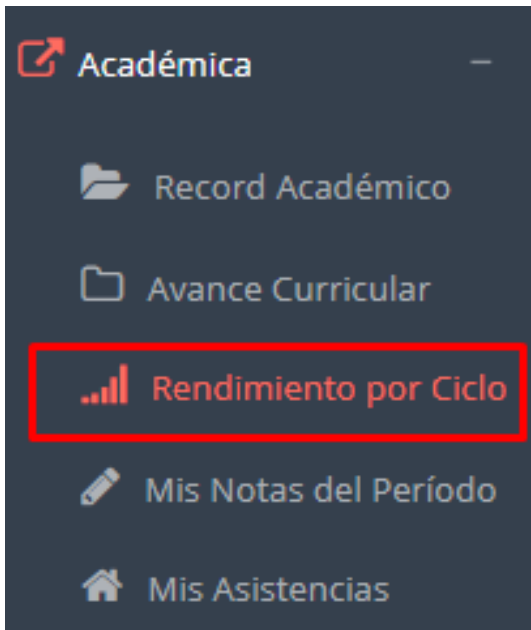 Académica
Record Académico
Avance Curricular
Rendimiento por Ciclo
Mis Notas del Período
Mis Asistencias